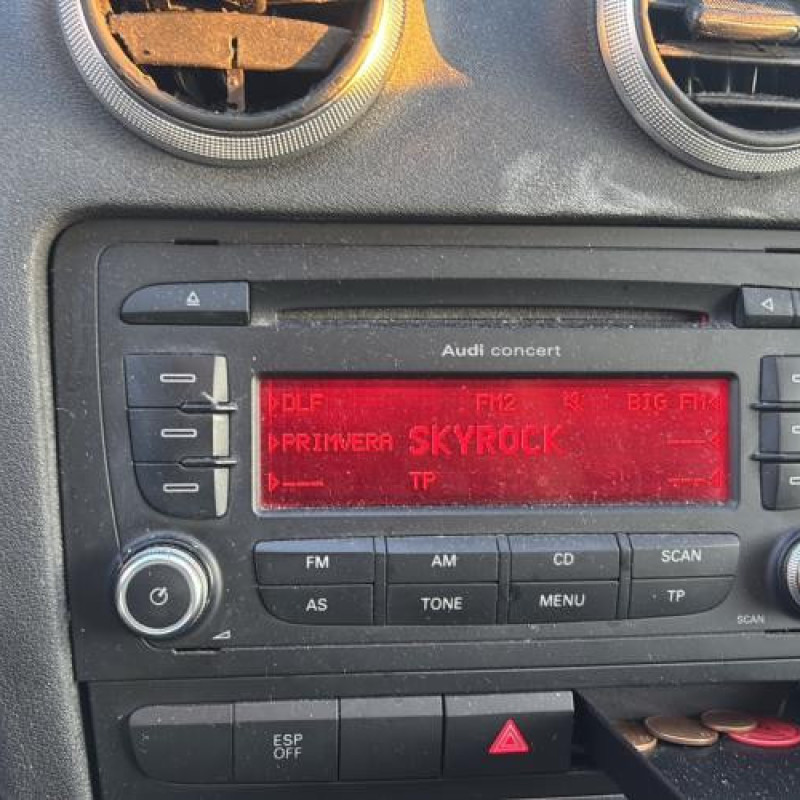 Audi concert
DLF FM2 BIG FM
PRIMVERA SKYROCK ---
--- TP ---
FM AM CD SCAN
AS TONE MENU TP
SCAN
ESP
OFF